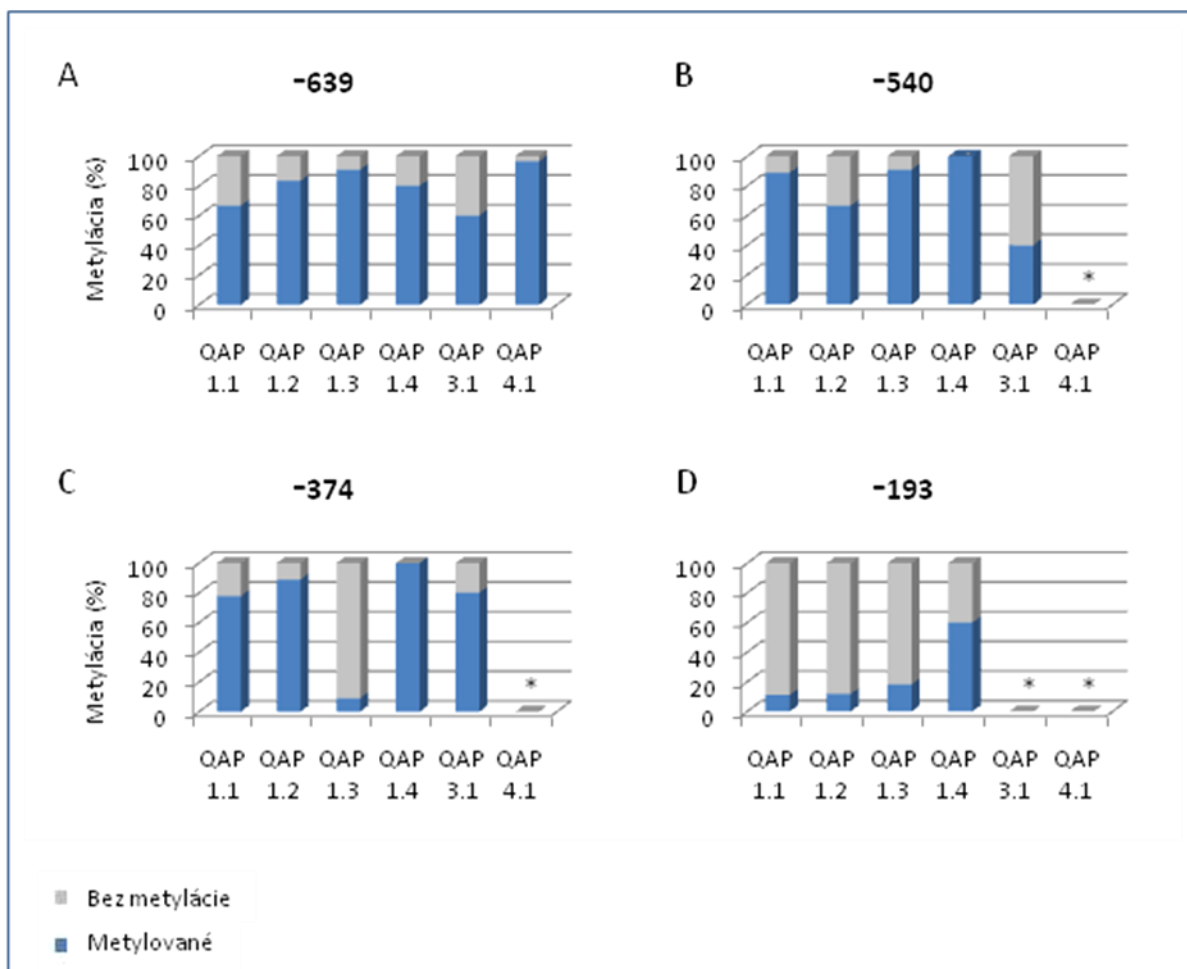 A
-639
Metylácia (%)
100
80
60
40
20
0
QAP QAP QAP QAP QAP QAP
1.1 1.2 1.3 1.4 3.1 4.1
B
-540
100
80
60
40
20
0
*
QAP QAP QAP QAP QAP QAP
1.1 1.2 1.3 1.4 3.1 4.1
C
-374
Metylácia (%)
100
80
60
40
20
0
*
QAP QAP QAP QAP QAP QAP
1.1 1.2 1.3 1.4 3.1 4.1
D
-193
100
80
60
40
20
0
* *
QAP QAP QAP QAP QAP QAP
1.1 1.2 1.3 1.4 3.1 4.1
Bez metylácie
Metylované